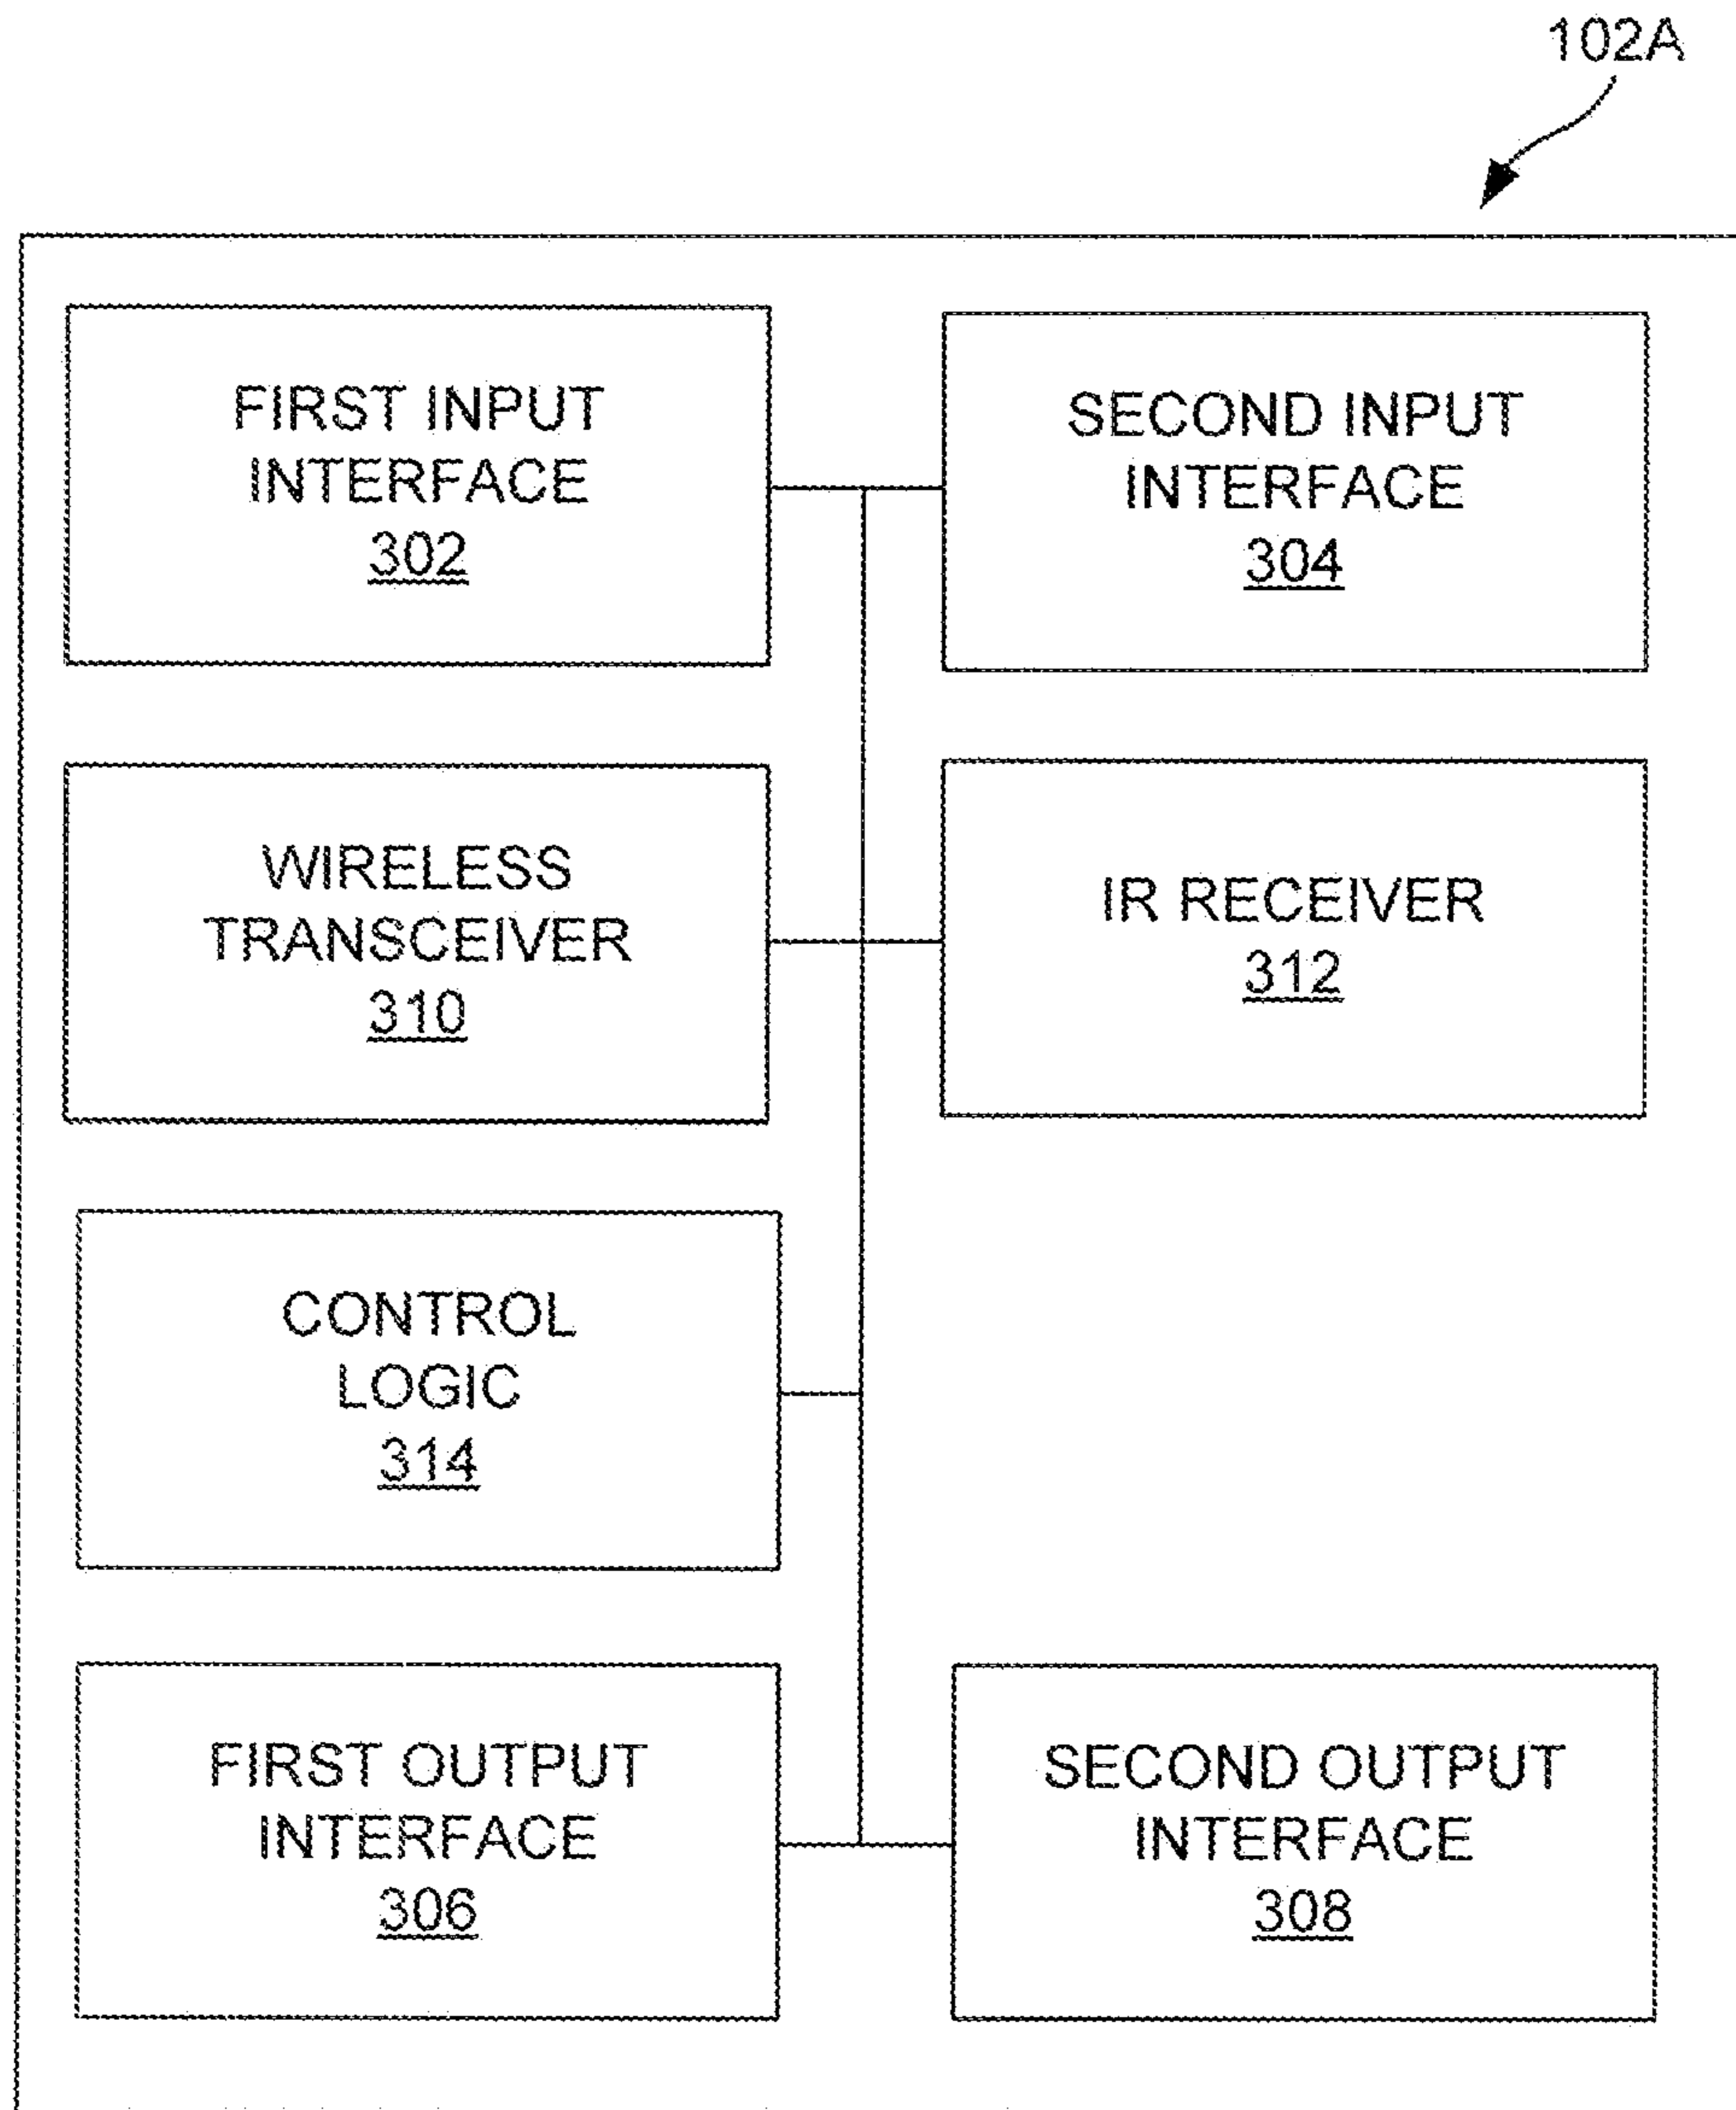 102A
FIRST INPUT
INTERFACE
302
SECOND INPUT
INTERFACE
304
WIRELESS
TRANSCEIVER
310
IR RECEIVER
312
CONTROL
LOGIC
314
FIRST OUTPUT
INTERFACE
306
SECOND OUTPUT
INTERFACE
308